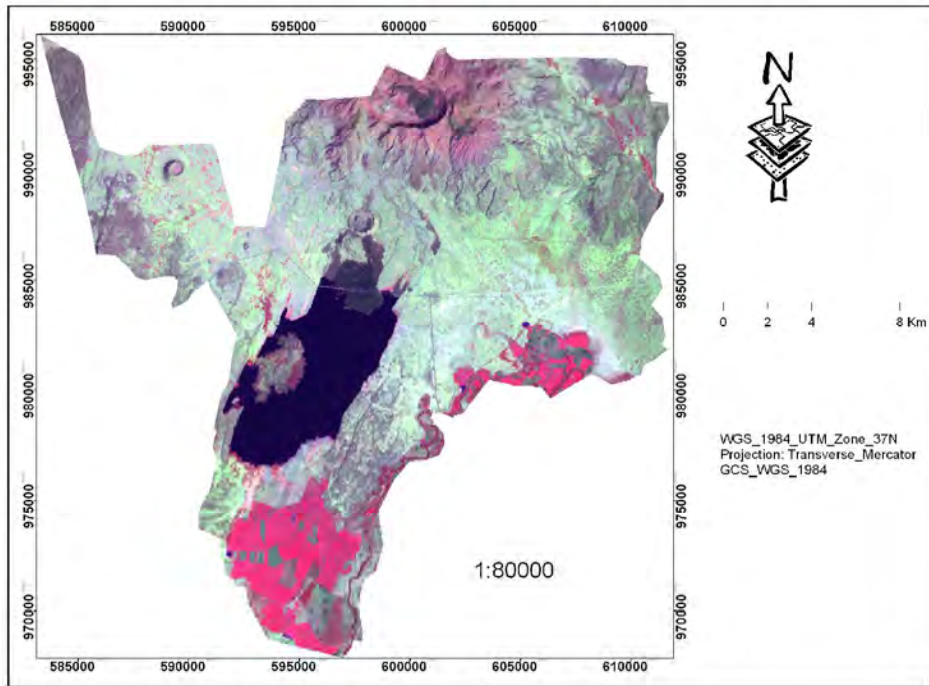 585000 590000 595000 600000 605000 610000
995000 995000
N
990000 990000
985000 985000
0 2 4 8 Km
980000 980000
WGS_1984_UTM_Zone_37N
Projection: Transverse_Mercator
GCS_WGS_1984
975000 975000
1:80000
970000 970000
585000 590000 595000 600000 605000 610000